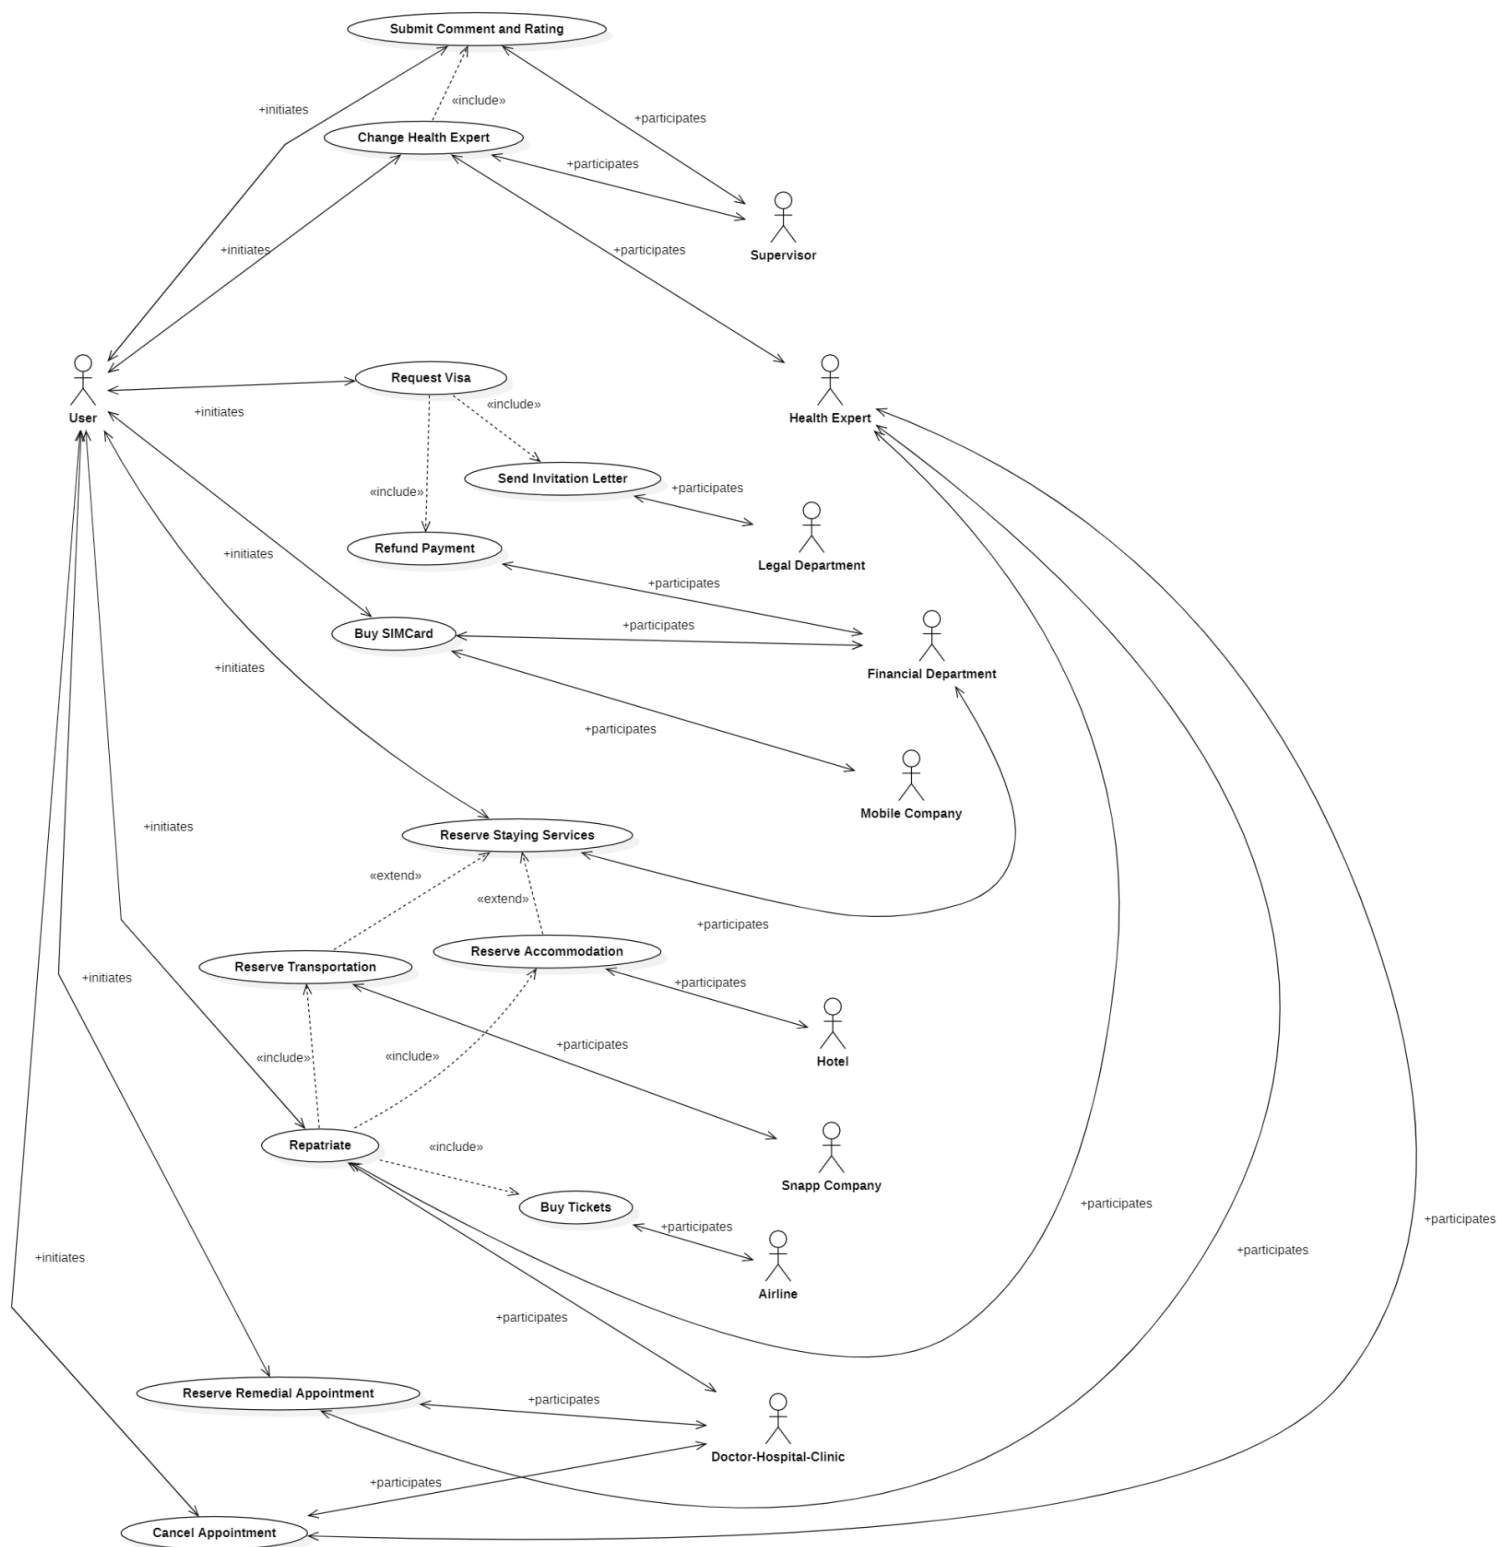 Submit Comment and Rating
+initiates
«include»
+participates
Change Health Expert
+participates
+initiates
+participates
Supervisor
Request Visa
+initiates
«include»
User
Health Expert
Send Invitation Letter
+participates
«include»
Refund Payment
+initiates
Legal Department
+participates
Buy SIMCard
+participates
+initiates
Financial Department
+participates
Mobile Company
+initiates
Reserve Staying Services
«extend»
«extend»
+participates
Reserve Accommodation
Reserve Transportation
+initiates
+participates
+participates
«include»
«include»
Hotel
Repatriate
«include»
Snapp Company
Buy Tickets
+participates
+participates
+participates
+participates
+initiates
Airline
+participates
Reserve Remedial Appointment
+participates
Doctor-Hospital-Clinic
+participates
Cancel Appointment